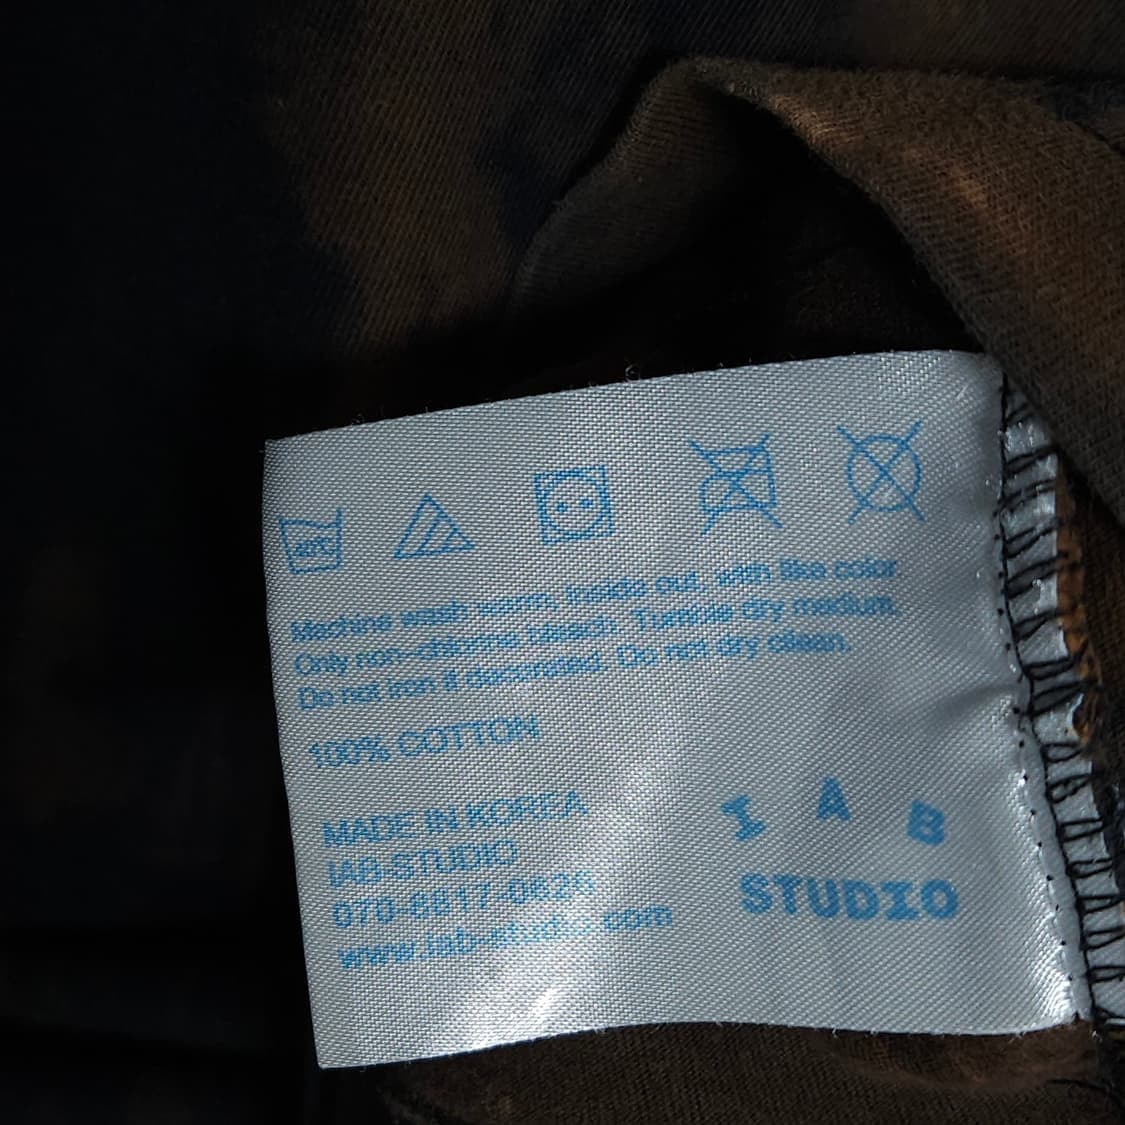 40°C
Machine wash warm, inside out, with like color.
Only non-chlorine bleach. Tumble dry medium.
Do not iron if decorated. Do not dry clean.
100% COTTON
MADE IN KOREA
IAB-STUDIO
www.iab-studio.com
I A B
STUDIO